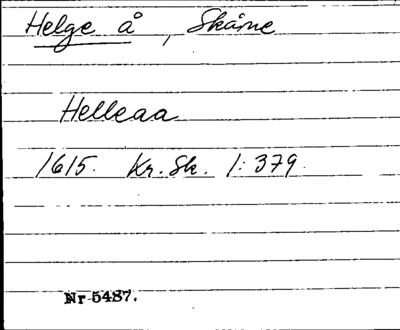 Helge å, Skåne
Helleaa
1615. Kr. Sk. 1:379.
Nr 5487.